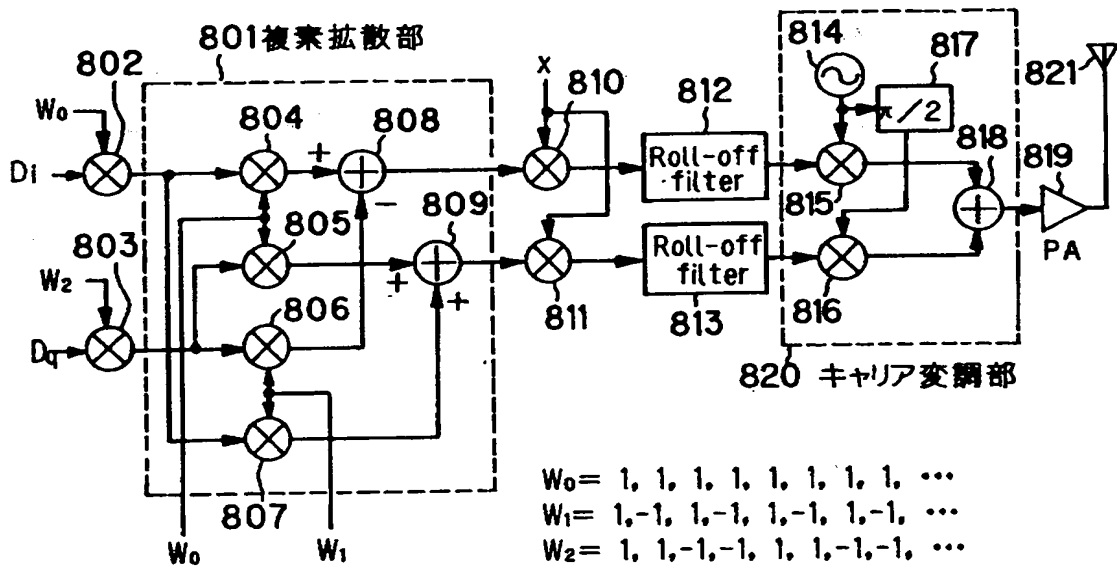 801 複素拡散部
802
W₀
Di
803
W₂
Dq
804
808
+
−
805
809
+
+
806
807
W₀
W₁
X
810
811
812
Roll-off filter
Roll-off filter
813
814
817
π/2
815
816
818
819
PA
821
820 キャリア変調部
W₀= 1, 1, 1, 1, 1, 1, 1, 1, ⋯
W₁= 1,-1, 1,-1, 1,-1, 1,-1, ⋯
W₂= 1, 1,-1,-1, 1, 1,-1,-1, ⋯